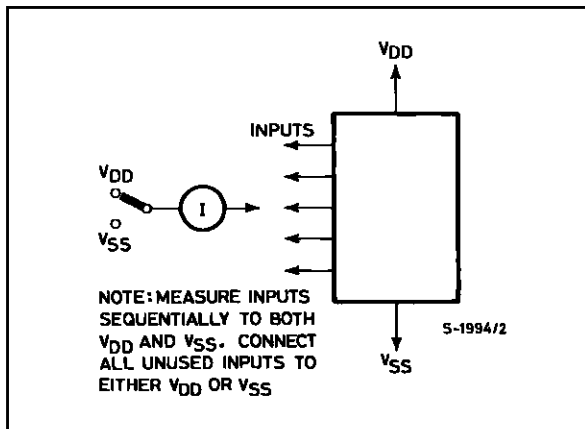 VDD
INPUTS
VDD
I
VSS
NOTE: MEASURE INPUTS
SEQUENTIALLY TO BOTH
VDD AND VSS. CONNECT
ALL UNUSED INPUTS TO
EITHER VDD OR VSS
S-1994/2
VSS